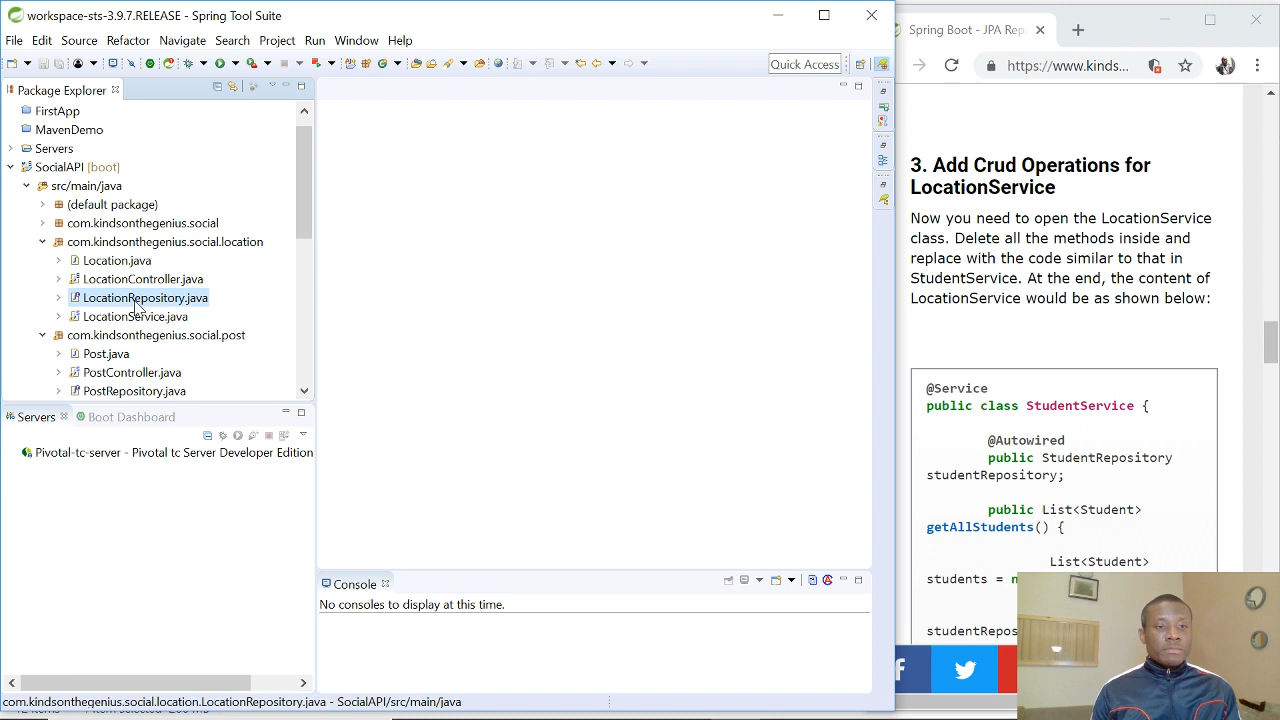 workspace-sts-3.9.7.RELEASE - Spring Tool Suite
File Edit Source Refactor Navigate Search Project Run Window Help
Quick Access
Package Explorer
FirstApp
MavenDemo
Servers
SocialAPI [boot]
src/main/java
(default package)
com.kindsonthegenius.social
com.kindsonthegenius.social.location
Location.java
LocationController.java
LocationRepository.java
LocationService.java
com.kindsonthegenius.social.post
Post.java
PostController.java
PostRepository.java
Servers Boot Dashboard
Pivotal-tc-server - Pivotal tc Server Developer Edition
Console
No consoles to display at this time.
com.kindsonthegenius.social.location.LocationRepository.java - SocialAPI/src/main/java
Spring Boot - JPA Rep
https://www.kinds...
3. Add Crud Operations for
LocationService
Now you need to open the LocationService
class. Delete all the methods inside and
replace with the code similar to that in
StudentService. At the end, the content of
LocationService would be as shown below:
@Service
public class StudentService {
@Autowired
public StudentRepository
studentRepository;
public List<Student>
getAllStudents() {
List<Student>
students = n
studentRepos